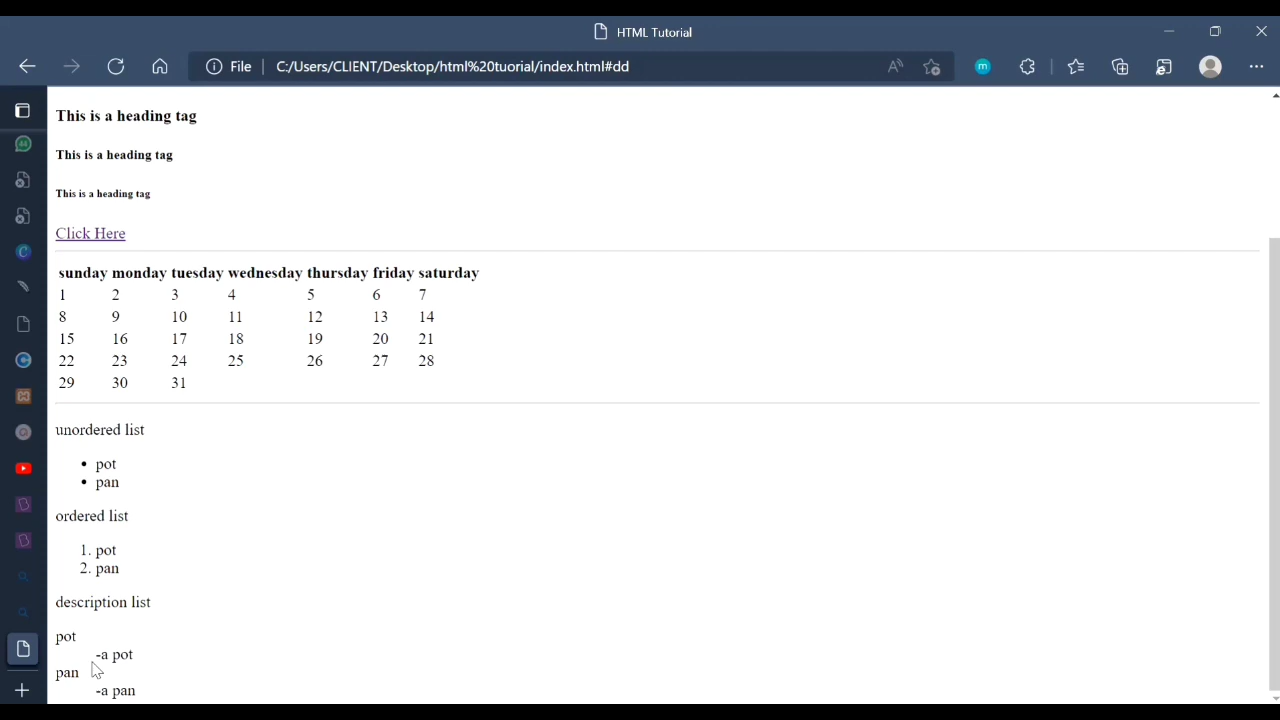 HTML Tutorial
File | C:/Users/CLIENT/Desktop/html%20tuorial/index.html#dd
This is a heading tag
This is a heading tag
This is a heading tag
Click Here
sunday monday tuesday wednesday thursday friday saturday
1 2 3 4 5 6 7
8 9 10 11 12 13 14
15 16 17 18 19 20 21
22 23 24 25 26 27 28
29 30 31
unordered list
• pot
• pan
ordered list
1. pot
2. pan
description list
pot
-a pot
pan
-a pan